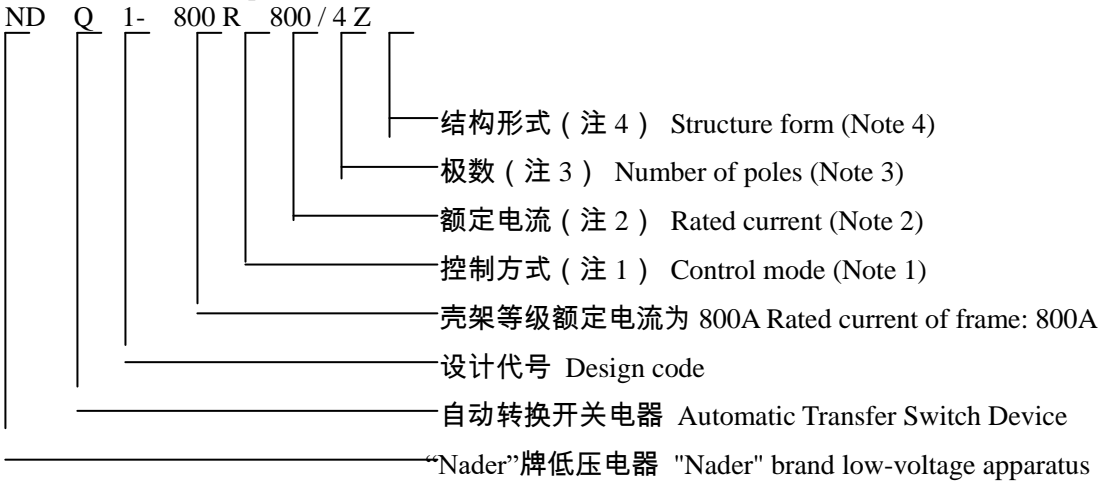 ND Q 1- 800 R 800 / 4 Z
结构形式（注 4） Structure form (Note 4)
极数（注 3） Number of poles (Note 3)
额定电流（注 2） Rated current (Note 2)
控制方式（注 1） Control mode (Note 1)
壳架等级额定电流为 800A Rated current of frame: 800A
设计代号 Design code
自动转换开关电器 Automatic Transfer Switch Device
“Nader”牌低压电器 "Nader" brand low-voltage apparatus